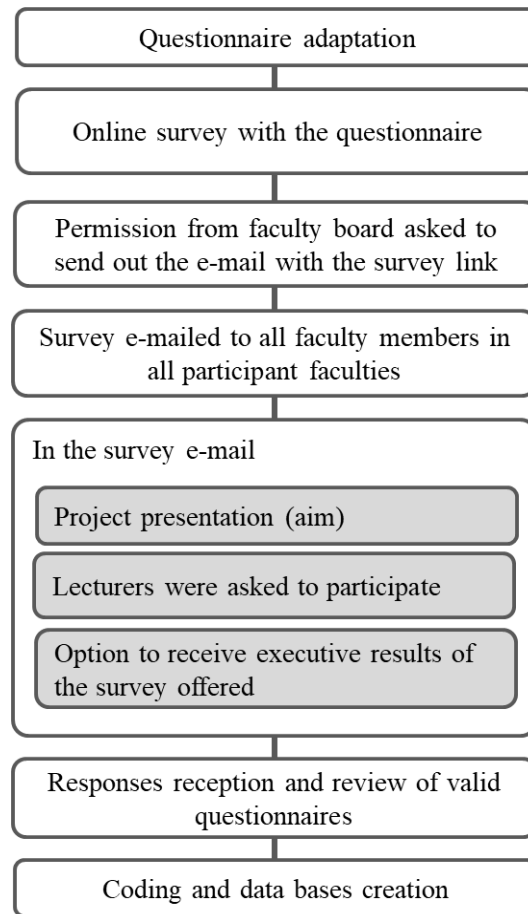 Questionnaire adaptation
Online survey with the questionnaire
Permission from faculty board asked to
send out the e-mail with the survey link
Survey e-mailed to all faculty members in
all participant faculties
In the survey e-mail
Project presentation (aim)
Lecturers were asked to participate
Option to receive executive results of
the survey offered
Responses reception and review of valid
questionnaires
Coding and data bases creation